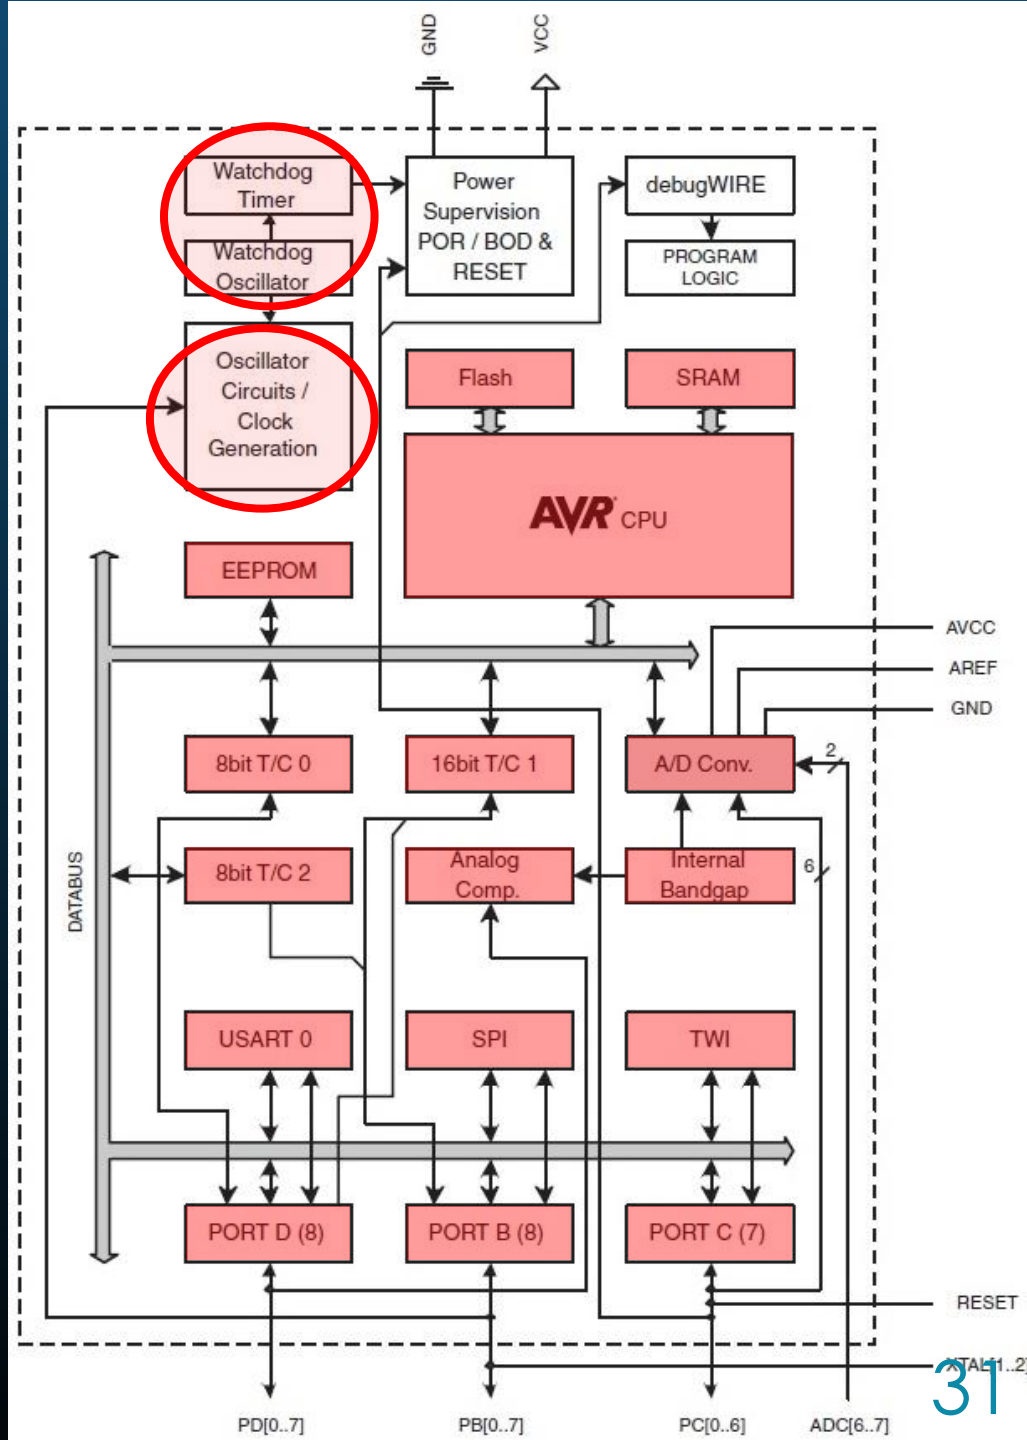 GND
VCC
Watchdog
Timer
Power
Supervision
POR / BOD &
RESET
debugWIRE
Watchdog
Oscillator
PROGRAM
LOGIC
Oscillator
Circuits /
Clock
Generation
Flash
SRAM
AVR CPU
EEPROM
AVCC
AREF
GND
8bit T/C 0
16bit T/C 1
A/D Conv.
2
DATABUS
8bit T/C 2
Analog
Comp.
Internal
Bandgap
6
USART 0
SPI
TWI
PORT D (8)
PORT B (8)
PORT C (7)
RESET
XTAL[1..2]
31
PD[0..7]
PB[0..7]
PC[0..6]
ADC[6..7]